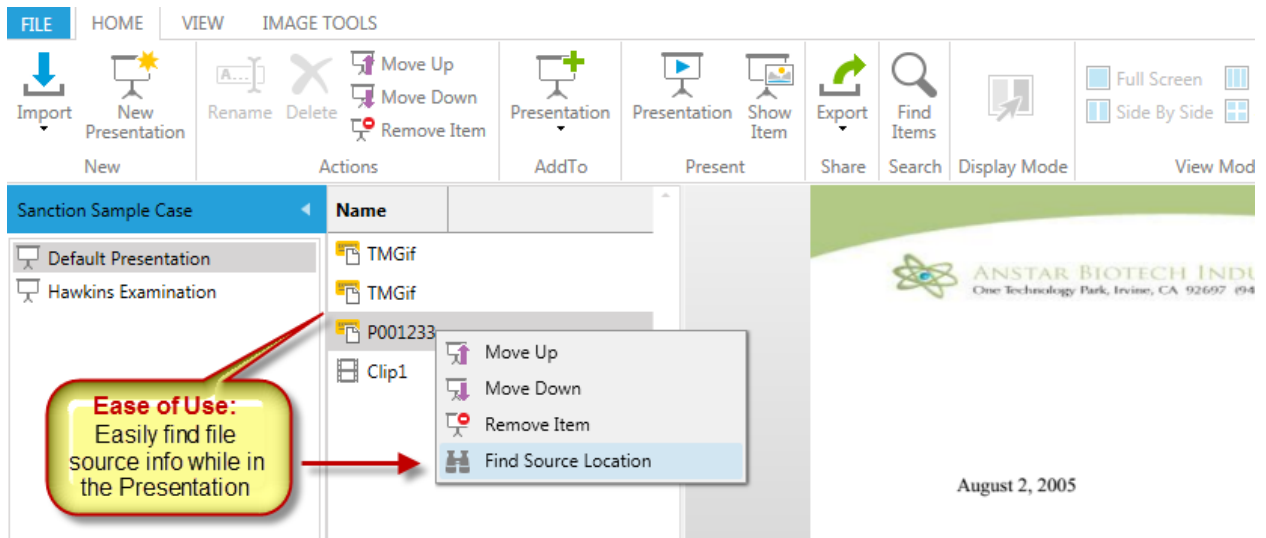 FILE HOME VIEW IMAGE TOOLS
A...
Import
New
Presentation
Rename
Delete
Move Up
Move Down
Remove Item
Presentation
Presentation
Show
Item
Export
Find
Items
Full Screen
Side By Side
New
Actions
AddTo
Present
Share
Search
Display Mode
View Mod
Sanction Sample Case
Default Presentation
Hawkins Examination
Name
TMGif
TMGif
P001233
Clip1
Move Up
Move Down
Remove Item
Find Source Location
Ease of Use:
Easily find file
source info while in
the Presentation
ANSTAR BIOTECH INDU
One Technology Park, Irvine, CA 92697 (94
August 2, 2005